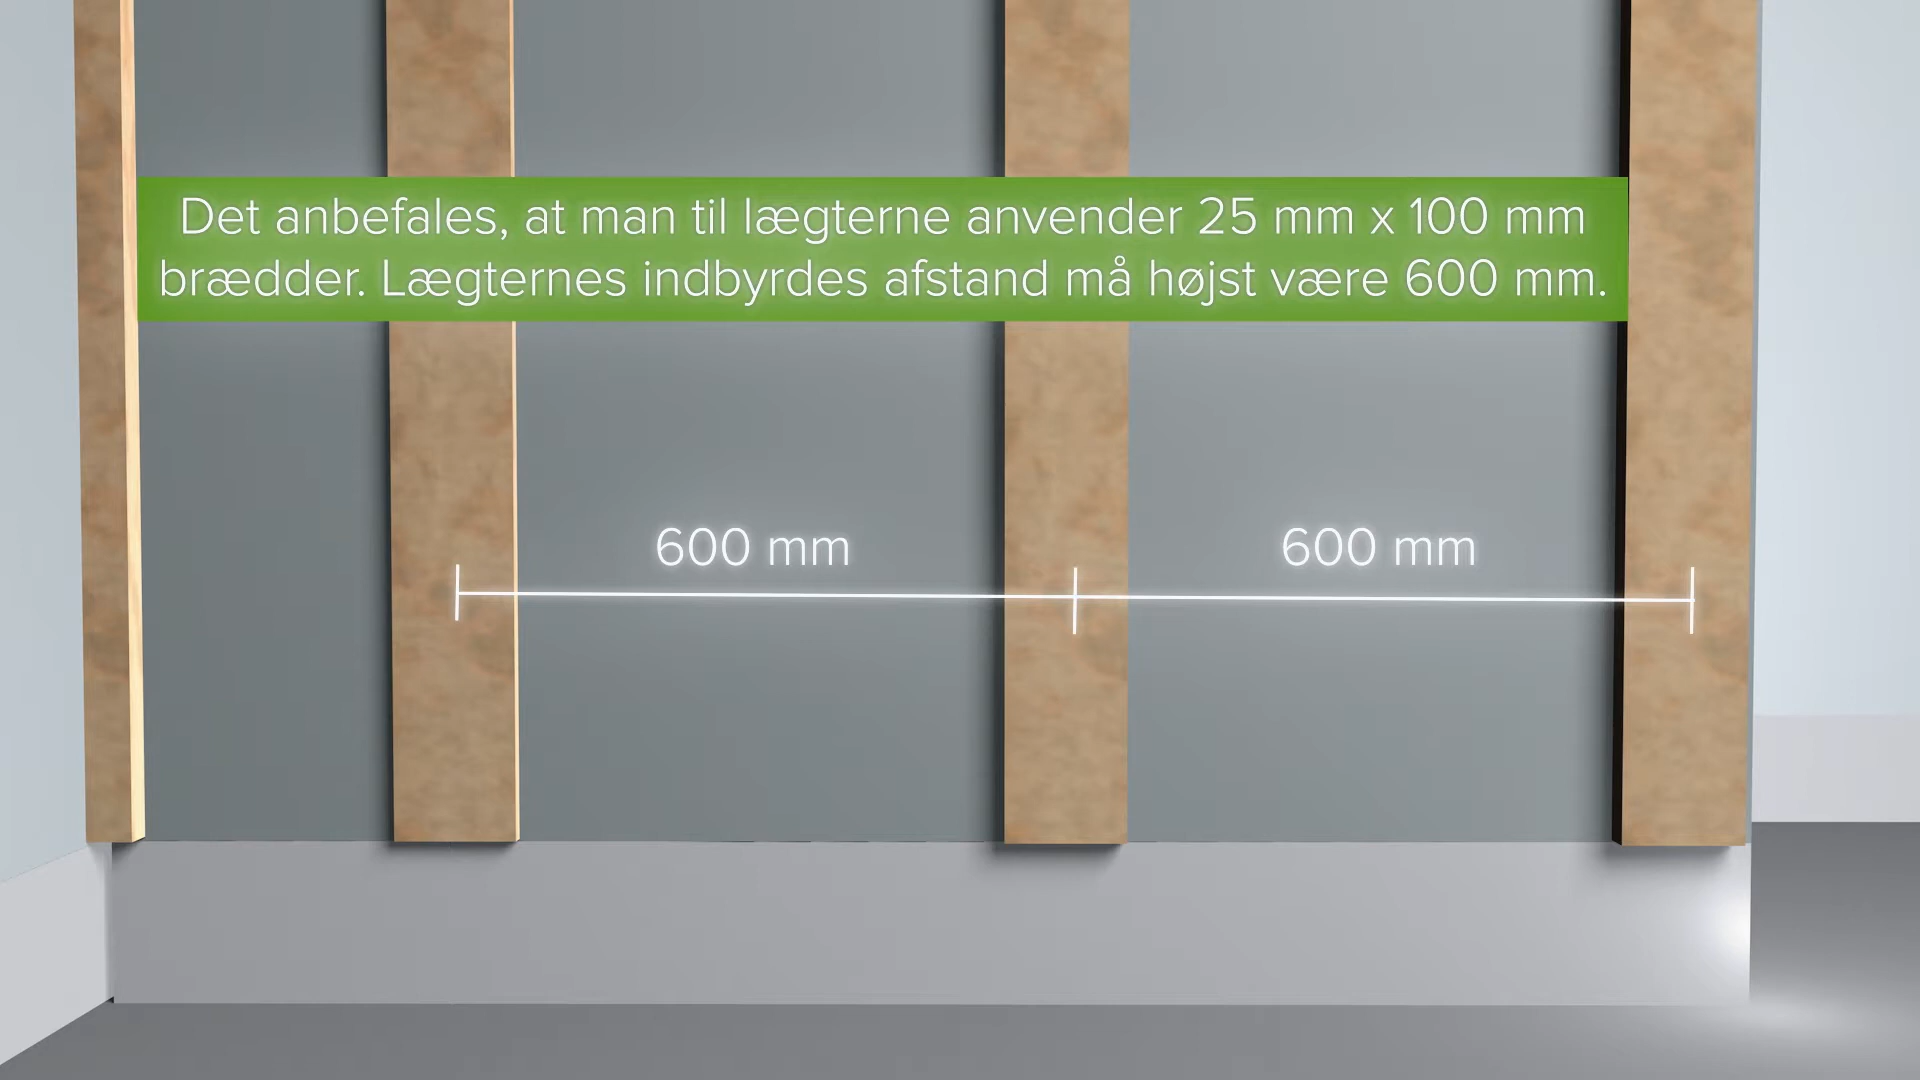 Det anbefales, at man til lægterne anvender 25 mm x 100 mm
brædder. Lægternes indbyrdes afstand må højst være 600 mm.
600 mm
600 mm